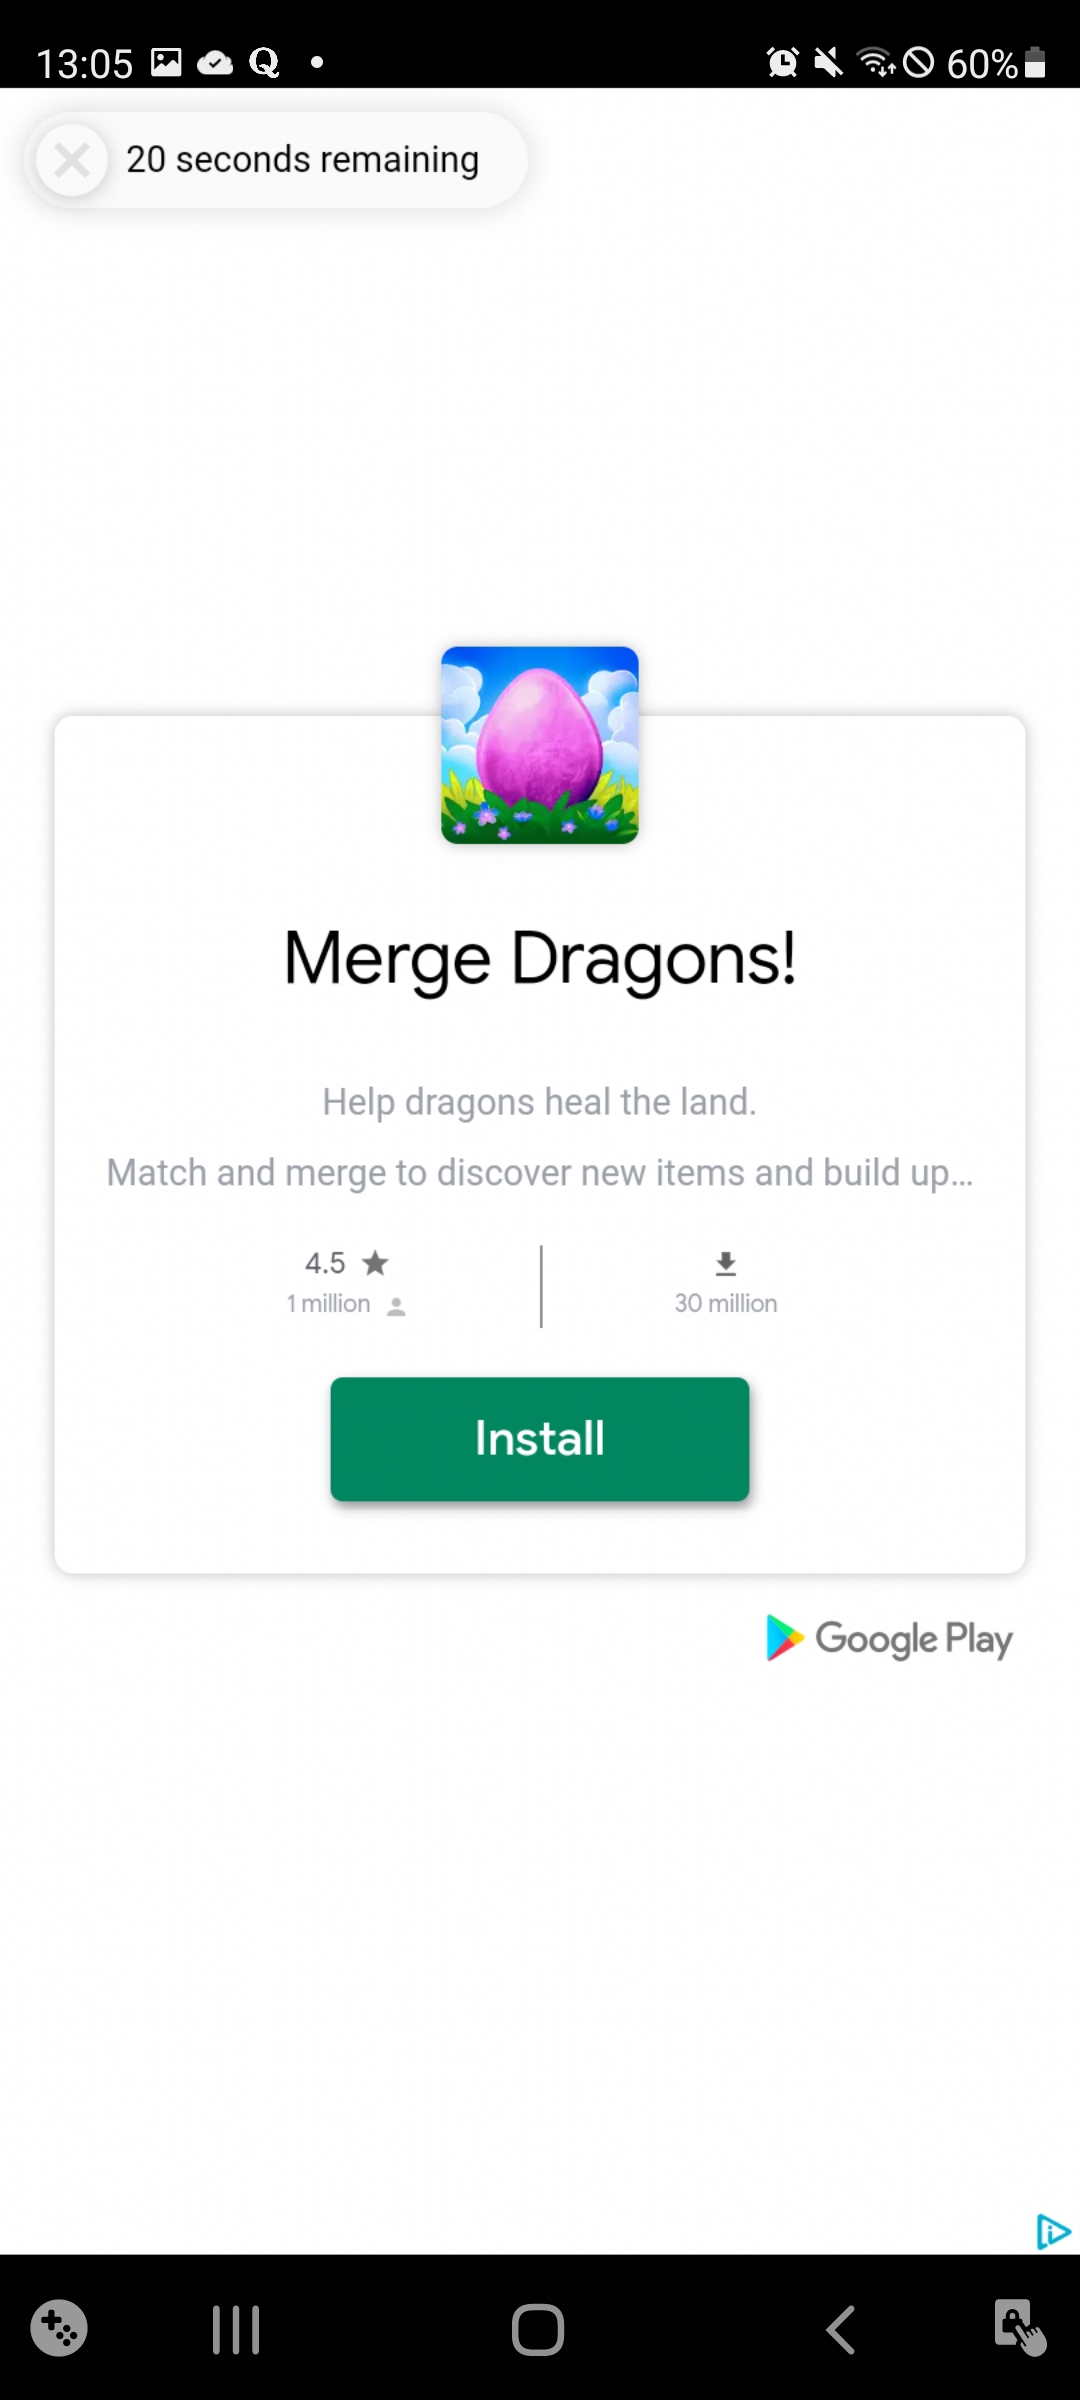 13:05
60%
20 seconds remaining
Merge Dragons!
Help dragons heal the land.
Match and merge to discover new items and build up...
4.5
1 million
30 million
Install
Google Play